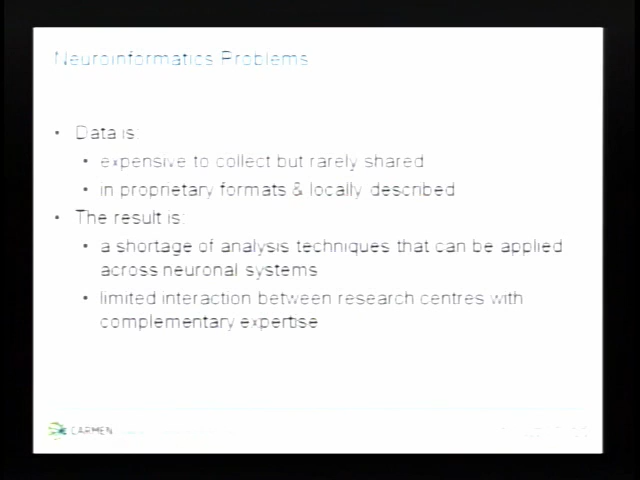 Neuroinformatics Problems
• Data is:
• expensive to collect but rarely shared
• in proprietary formats & locally described
• The result is:
• a shortage of analysis techniques that can be applied
across neuronal systems
• limited interaction between research centres with
complementary expertise
CARMEN